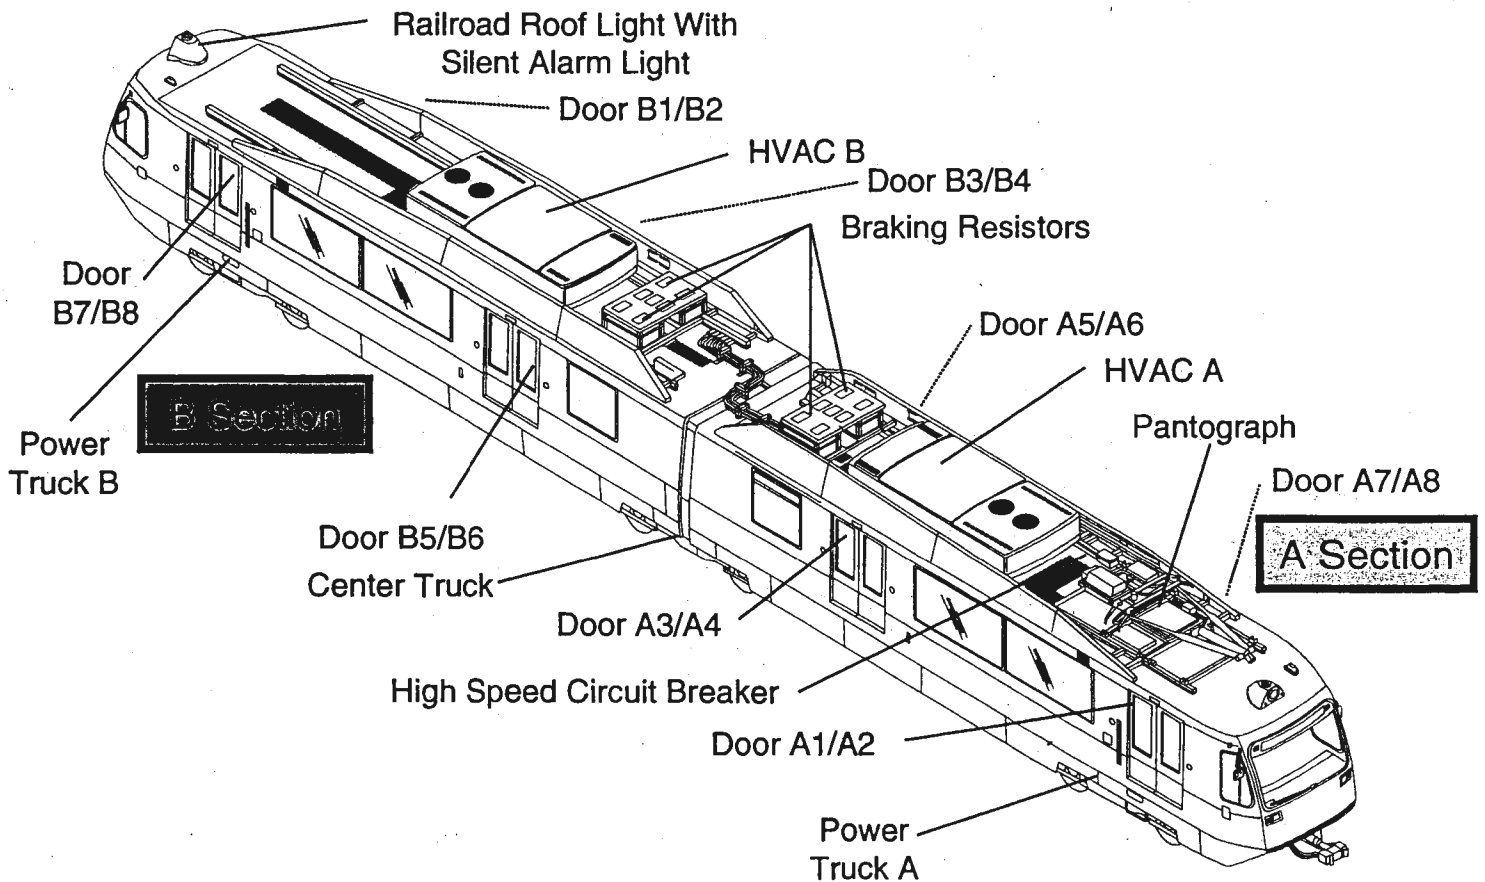 Railroad Roof Light With
Silent Alarm Light
Door B1/B2
HVAC B
Door B3/B4
Braking Resistors
Door
B7/B8
Door A5/A6
HVAC A
B Section
Pantograph
Power
Truck B
Door A7/A8
Door B5/B6
A Section
Center Truck
Door A3/A4
High Speed Circuit Breaker
Door A1/A2
Power
Truck A